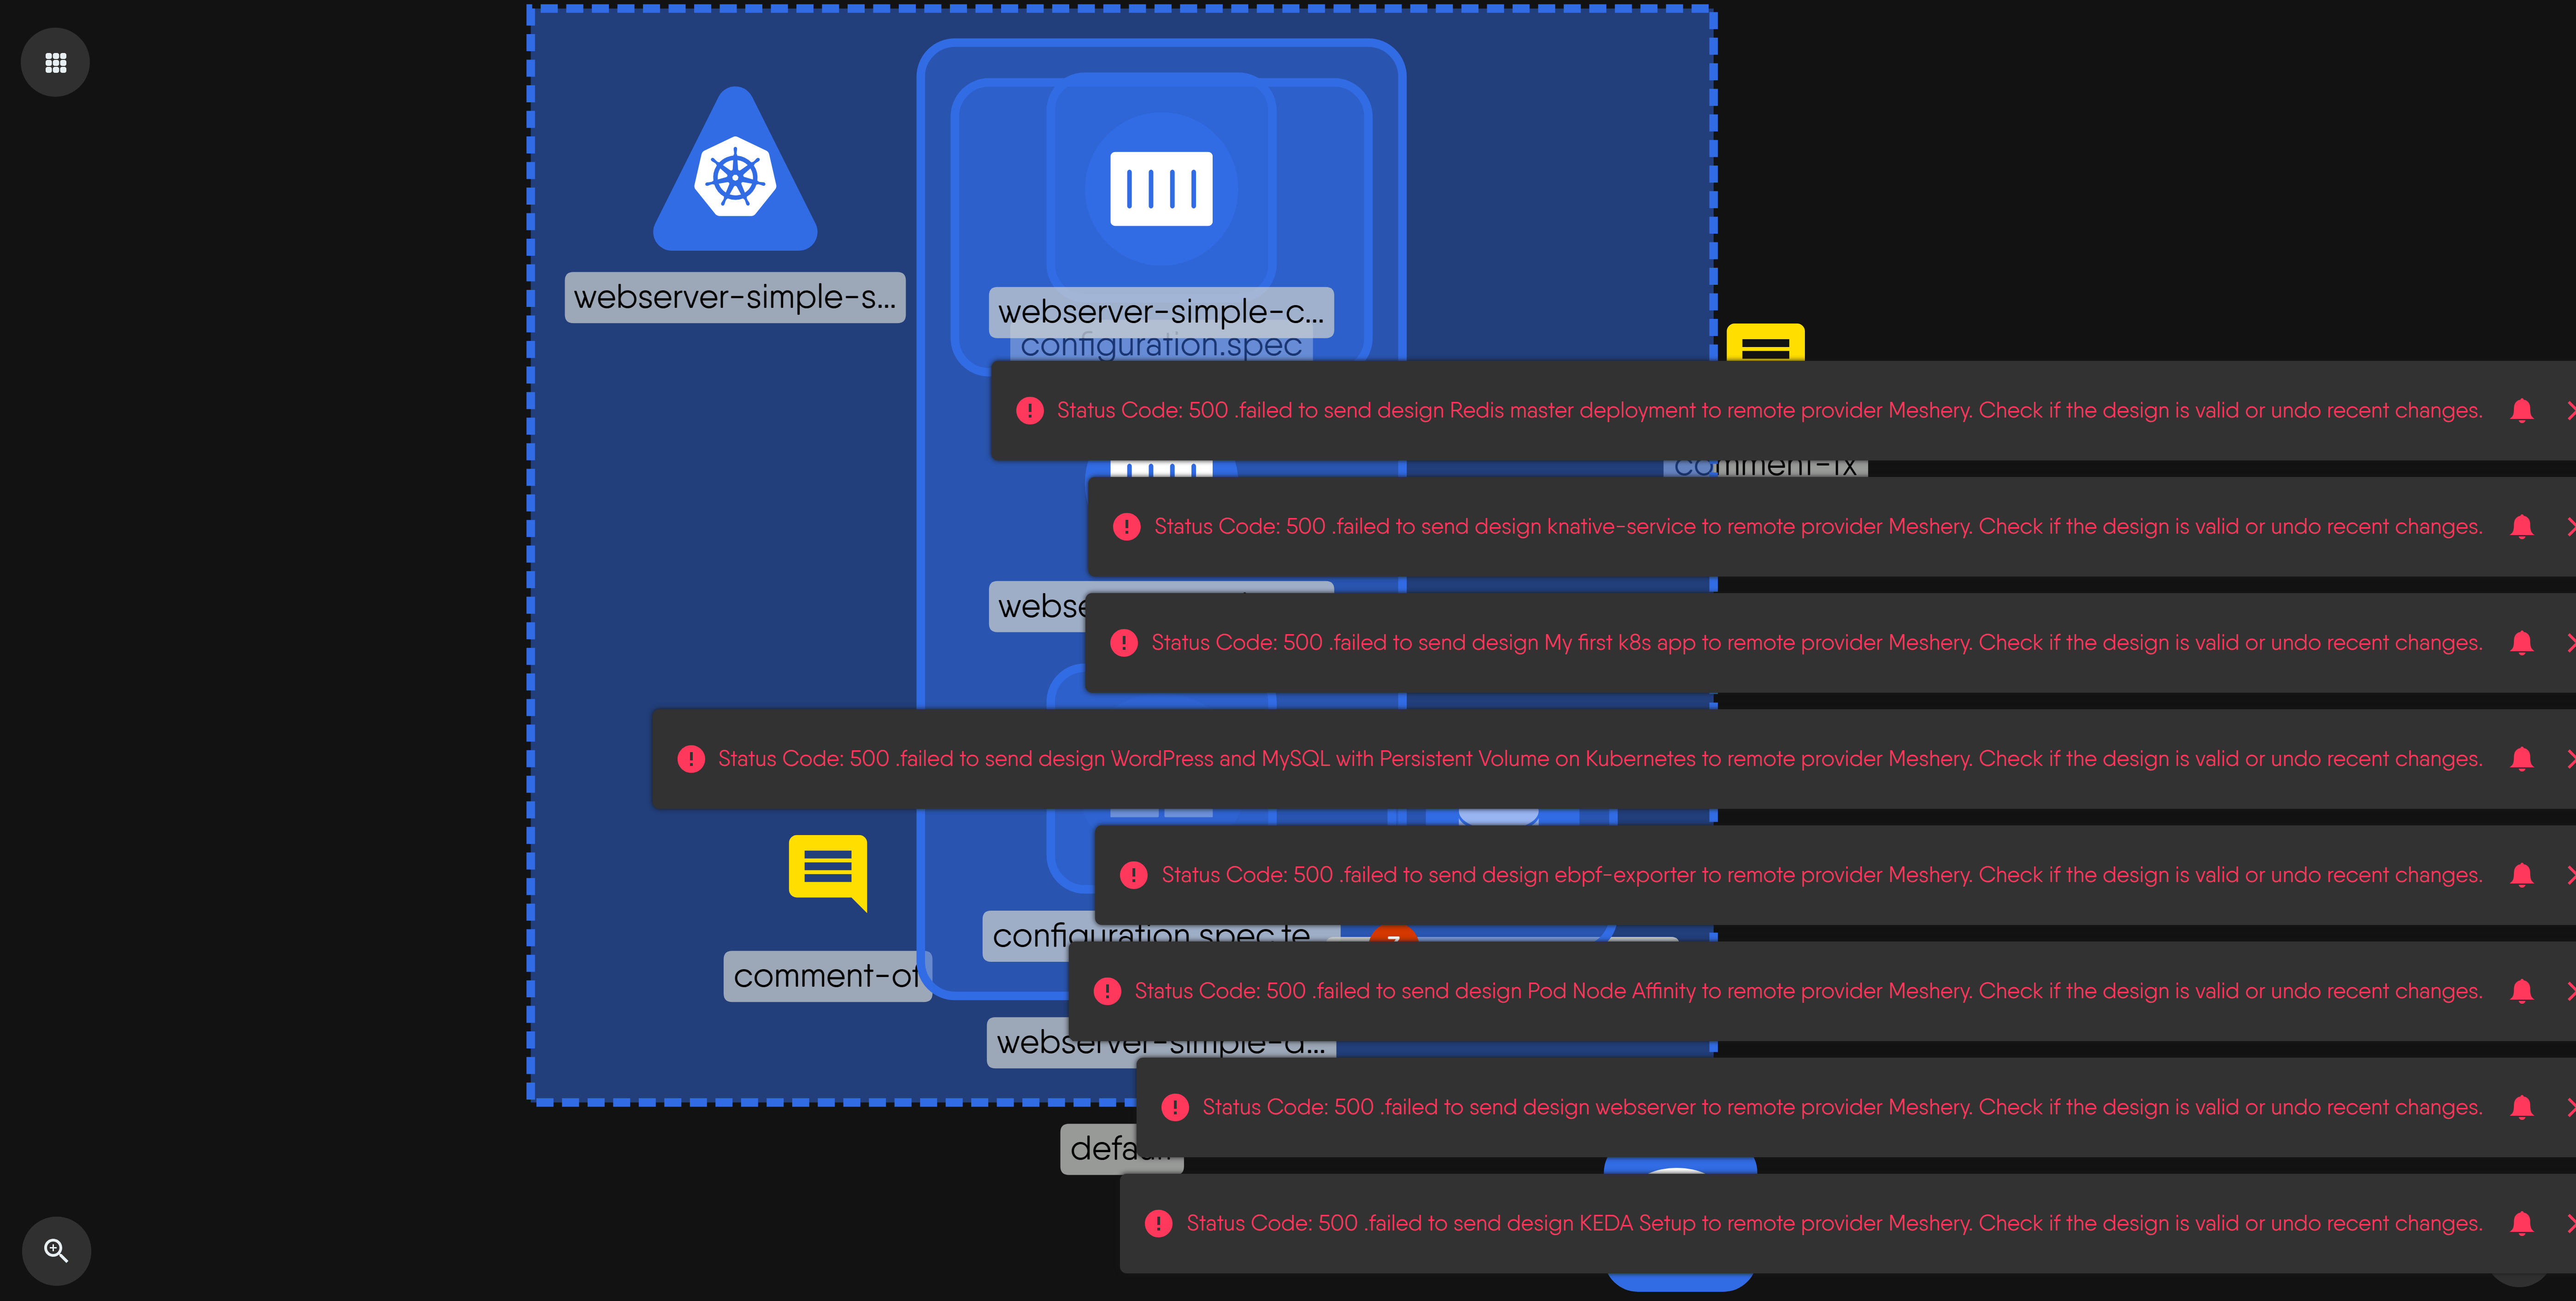 webserver-simple-s...
webserver-simple-c...
configuration.spec
Status Code: 500 .failed to send design Redis master deployment to remote provider Meshery. Check if the design is valid or undo recent changes.
comment-fx
Status Code: 500 .failed to send design knative-service to remote provider Meshery. Check if the design is valid or undo recent changes.
Status Code: 500 .failed to send design My first k8s app to remote provider Meshery. Check if the design is valid or undo recent changes.
Status Code: 500 .failed to send design WordPress and MySQL with Persistent Volume on Kubernetes to remote provider Meshery. Check if the design is valid or undo recent changes.
Status Code: 500 .failed to send design ebpf-exporter to remote provider Meshery. Check if the design is valid or undo recent changes.
configuration.spec.te...
comment-of
Status Code: 500 .failed to send design Pod Node Affinity to remote provider Meshery. Check if the design is valid or undo recent changes.
webserver-simple-d...
Status Code: 500 .failed to send design webserver to remote provider Meshery. Check if the design is valid or undo recent changes.
default
Status Code: 500 .failed to send design KEDA Setup to remote provider Meshery. Check if the design is valid or undo recent changes.